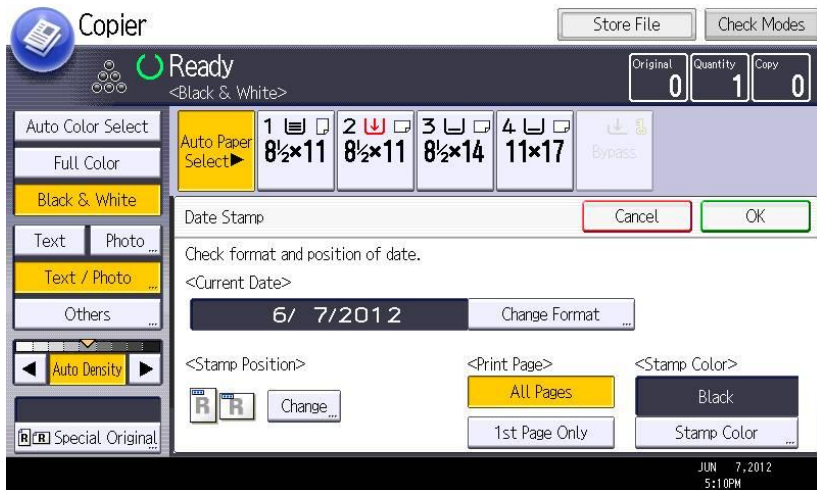 Copier
Store File
Check Modes
Ready
<Black & White>
Original 0
Quantity 1
Copy 0
Auto Color Select
Full Color
Black & White
Text
Photo
Text / Photo
Others
Auto Density
Special Original
Auto Paper Select▶
1 8½×11
2 8½×11
3 8½×14
4 11×17
Bypass
Date Stamp
Cancel
OK
Check format and position of date.
<Current Date>
6/ 7/2012
Change Format
<Stamp Position>
R R
Change
<Print Page>
All Pages
1st Page Only
<Stamp Color>
Black
Stamp Color
JUN 7,2012
5:10PM